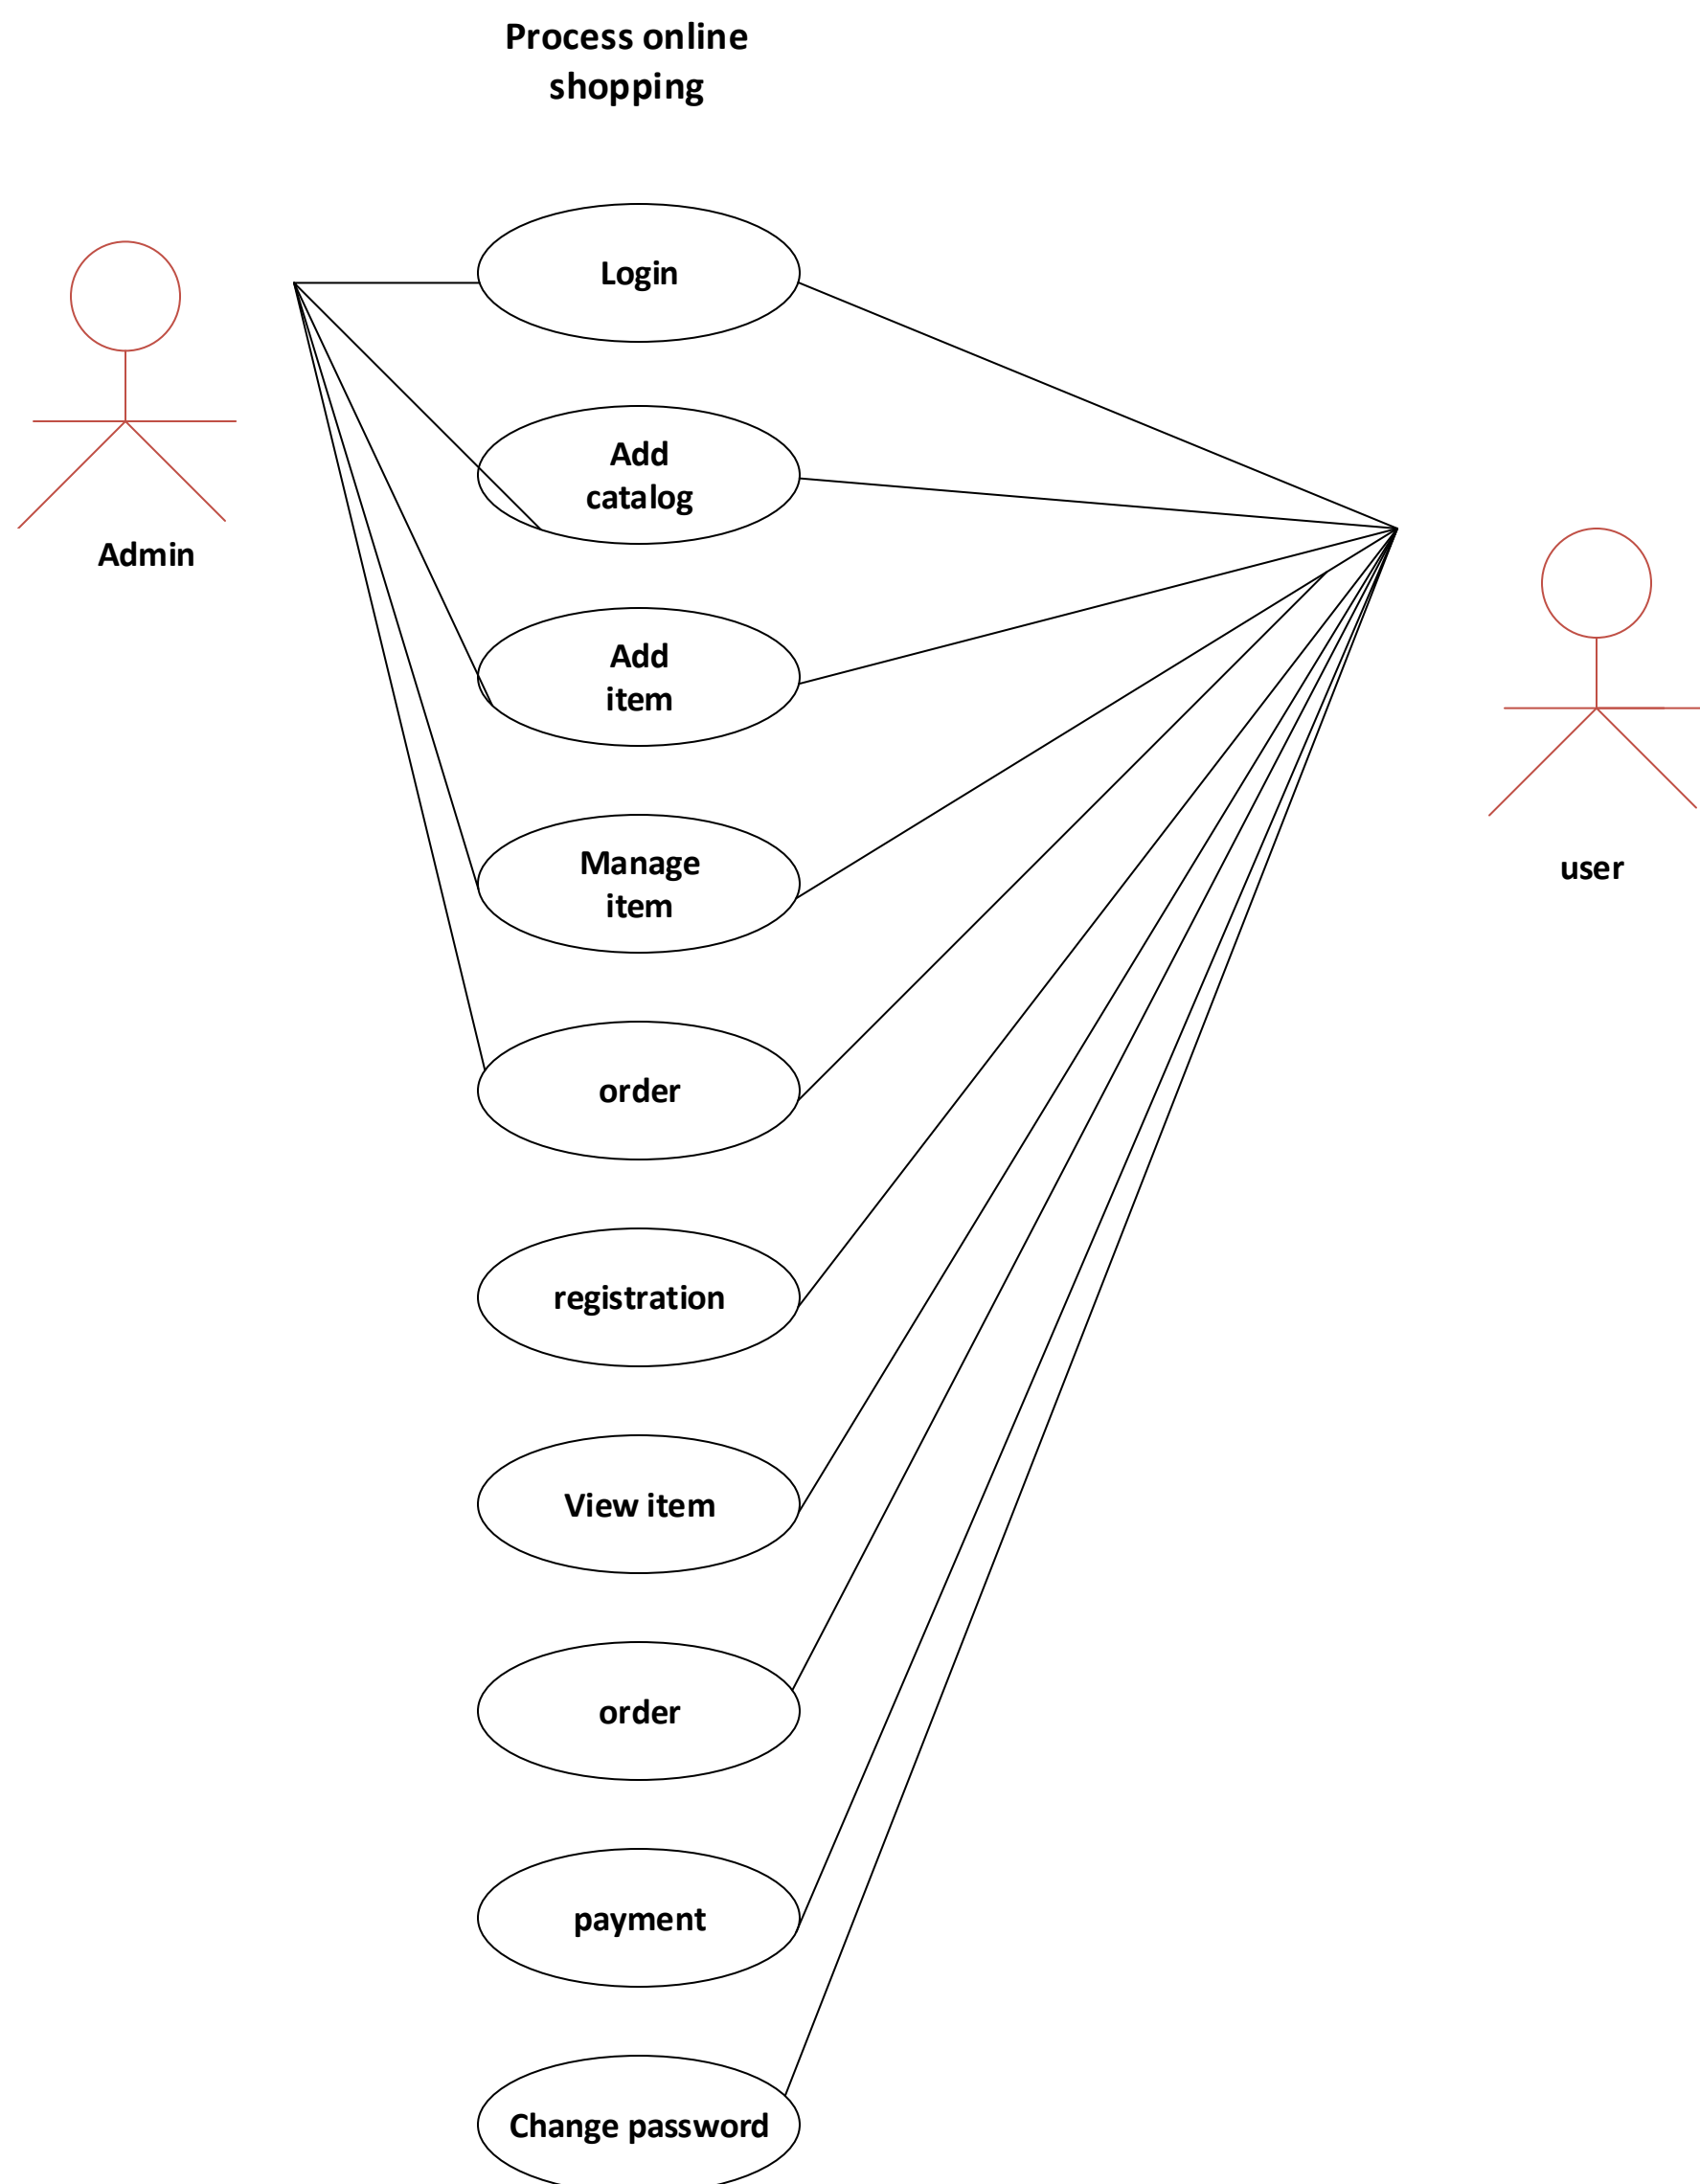 Process online
shopping
Login
Add
catalog
Admin
Add
item
Manage
item
user
order
registration
View item
order
payment
Change password